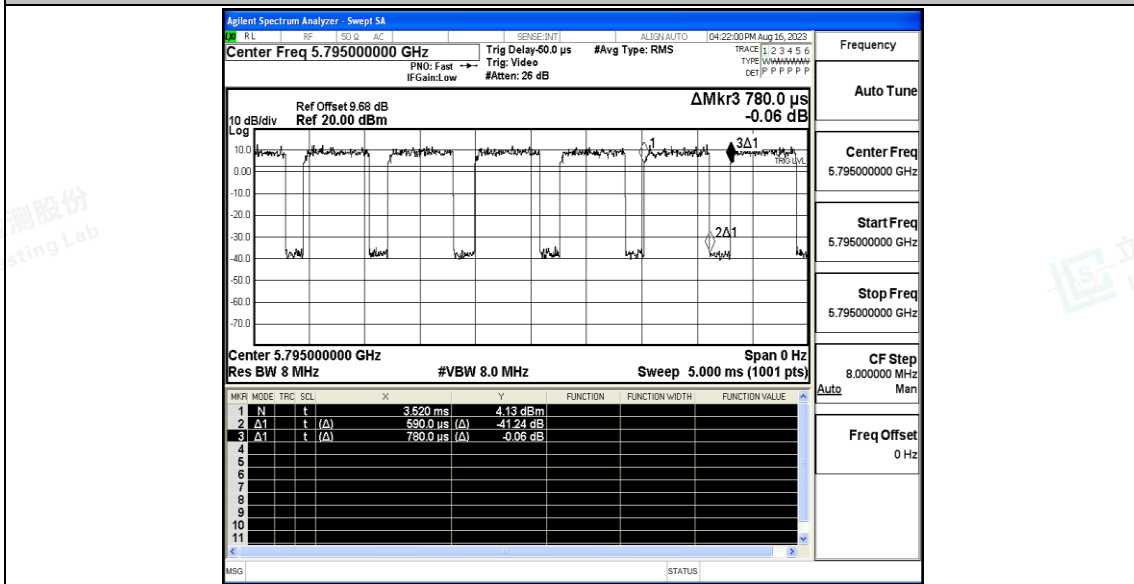 Agilent Spectrum Analyzer - Swept SA
RL RF 50 Ω AC SENSE:INT ALIGN AUTO 04:22:00 PM Aug 16, 2023
Center Freq 5.795000000 GHz
PNO: Fast
IFGain:Low
Trig Delay-50.0 µs
Trig: Video
#Atten: 26 dB
#Avg Type: RMS
TRACE 1 2 3 4 5 6
TYPE
DET P P P P P P
Ref Offset 9.68 dB
10 dB/div Ref 20.00 dBm
Log
ΔMkr3 780.0 µs
-0.06 dB
10.0
0.00
-10.0
-20.0
-30.0
-40.0
-50.0
-60.0
-70.0
1
3Δ1
TRIG LVL
2Δ1
Center 5.795000000 GHz Span 0 Hz
Res BW 8 MHz #VBW 8.0 MHz Sweep 5.000 ms (1001 pts)
MKR MODE TRC SCL X Y FUNCTION FUNCTION WIDTH FUNCTION VALUE
1 N t 3.520 ms 4.13 dBm
2 Δ1 t (Δ) 590.0 µs (Δ) -41.24 dB
3 Δ1 t (Δ) 780.0 µs (Δ) -0.06 dB
4
5
6
7
8
9
10
11
MSG STATUS
Frequency
Auto Tune
Center Freq
5.795000000 GHz
Start Freq
5.795000000 GHz
Stop Freq
5.795000000 GHz
CF Step
8.000000 MHz
Auto Man
Freq Offset
0 Hz
测股份
sting Lab